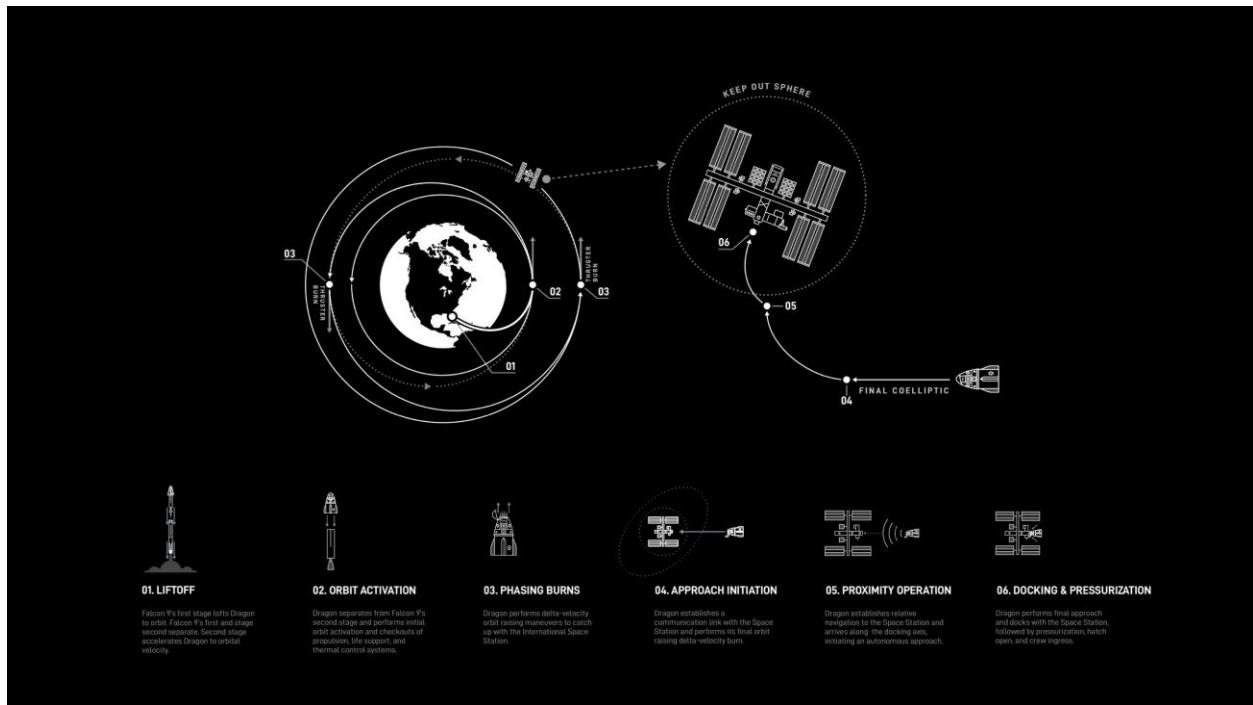 KEEP OUT SPHERE
03
THRUSTER
BURN
02
THRUSTER
BURN
03
01
06
05
04
FINAL COELLIPTIC
01. LIFTOFF
Falcon 9's first stage lofts Dragon
to orbit. Falcon 9's first and stage
second separate. Second stage
accelerates Dragon to orbital
velocity.
02. ORBIT ACTIVATION
Dragon separates from Falcon 9's
second stage and performs initial
orbit activation and checkouts of
propulsion, life support, and
thermal control systems.
03. PHASING BURNS
Dragon performs delta-velocity
orbit raising maneuvers to catch
up with the International Space
Station.
04. APPROACH INITIATION
Dragon establishes a
communication link with the Space
Station and performs its final orbit
raising delta-velocity burn.
05. PROXIMITY OPERATION
Dragon establishes relative
navigation to the Space Station and
arrives along the docking axis,
initiating an autonomous approach.
06. DOCKING & PRESSURIZATION
Dragon performs final approach
and docks with the Space Station,
followed by pressurization, hatch
open, and crew ingress.